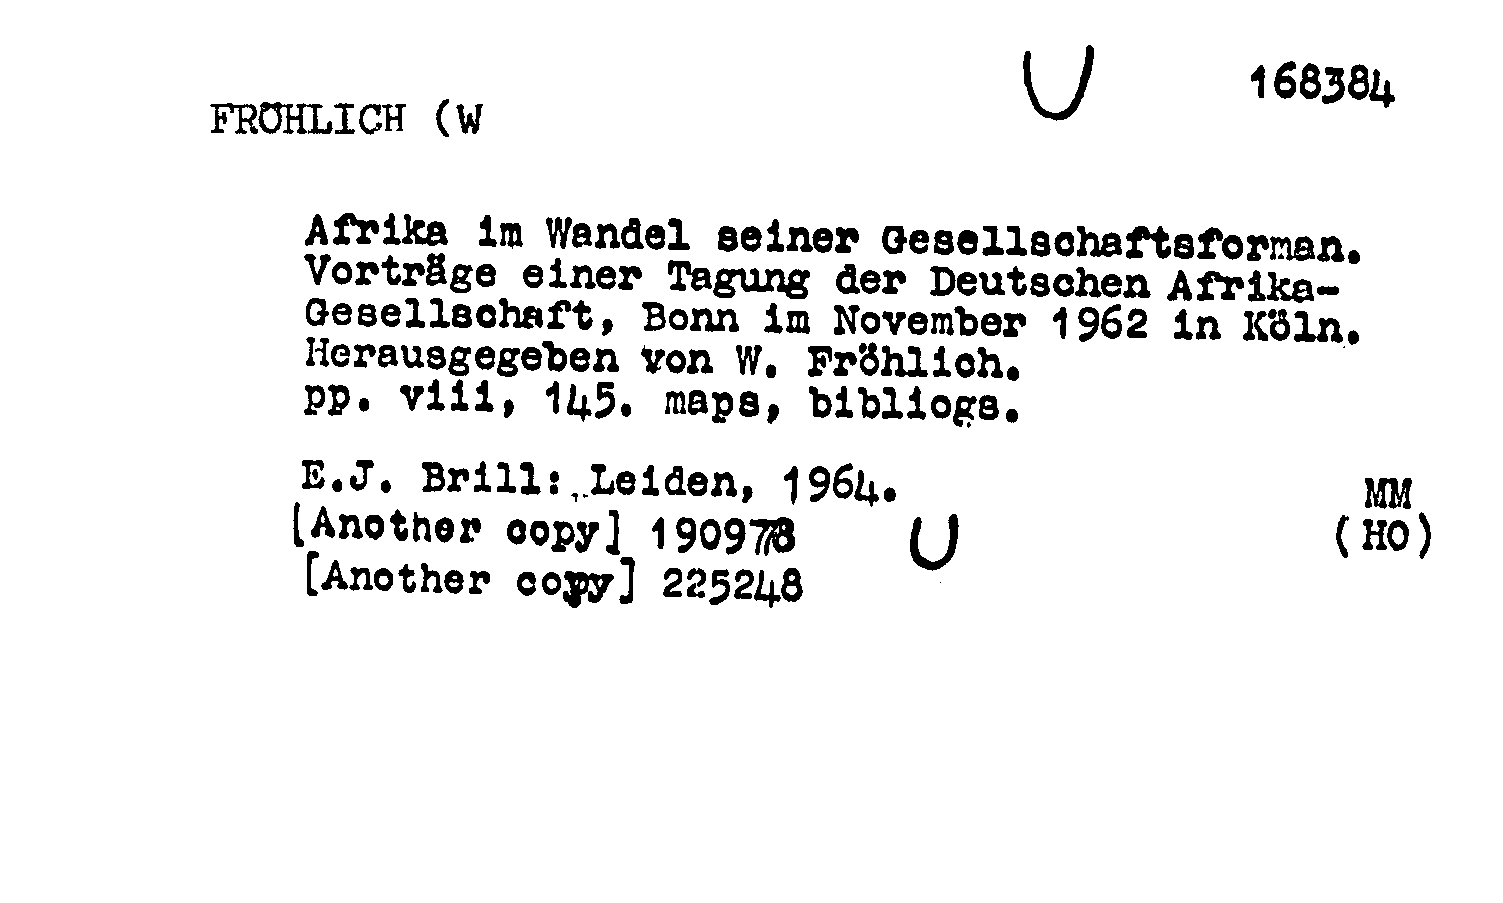 U 168384
FRÖHLICH (W
Afrika im Wandel seiner Gesellschaftsforman.
Vorträge einer Tagung der Deutschen Afrika-
Gesellschaft, Bonn im November 1962 in Köln.
Herausgegeben von W. Fröhlich.
pp. viii, 145. maps, bibliogs.
E.J. Brill: Leiden, 1964.
MM
[Another copy] 190978 U (HO)
[Another copy] 225248